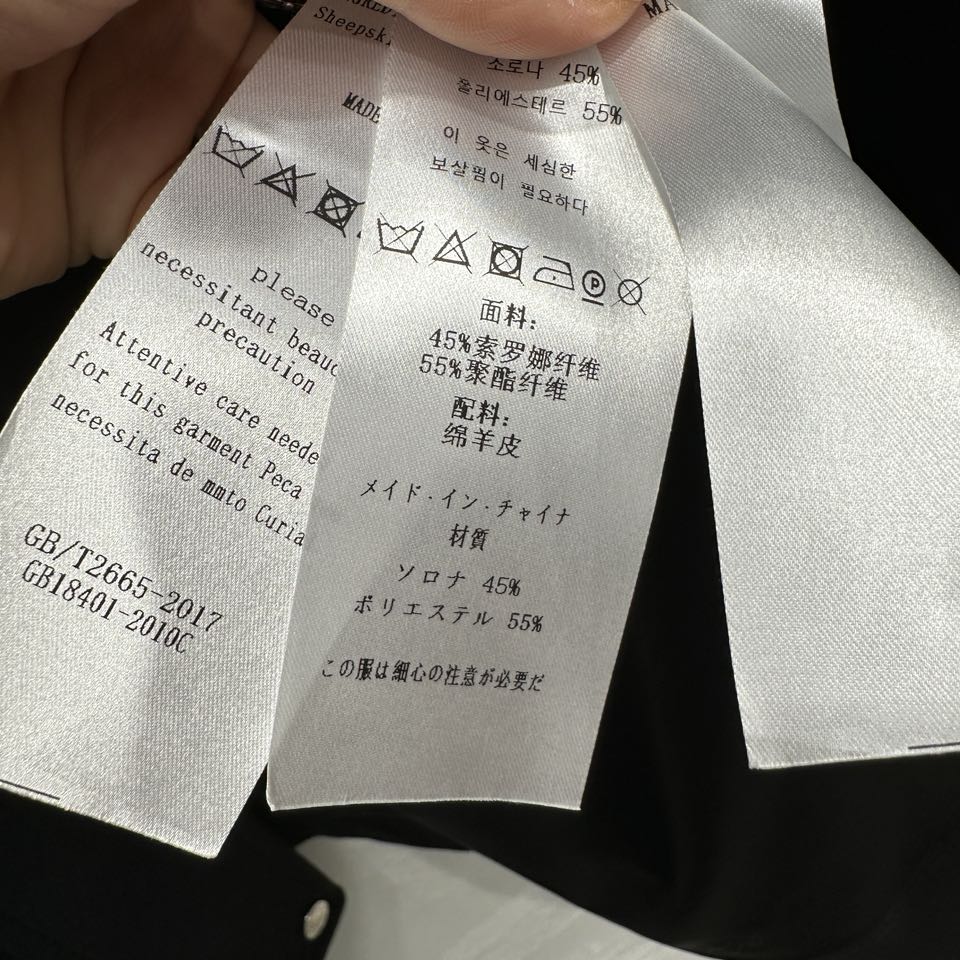 Sheepsk
MADE
please
necessitant beauc
precaution
Attentive care neede
for this garment Peca
necessita de mmto Curia
GB/T2665-2017
GB18401-2010C
소로나 45%
폴리에스테르 55%
이 옷은 세심한
보살핌이 필요하다
P
面料:
45%索罗娜纤维
55%聚酯纤维
配料:
绵羊皮
メイド·イン·チャイナ
材質
ソロナ 45%
ポリエステル 55%
この服は細心の注意が必要だ
MA